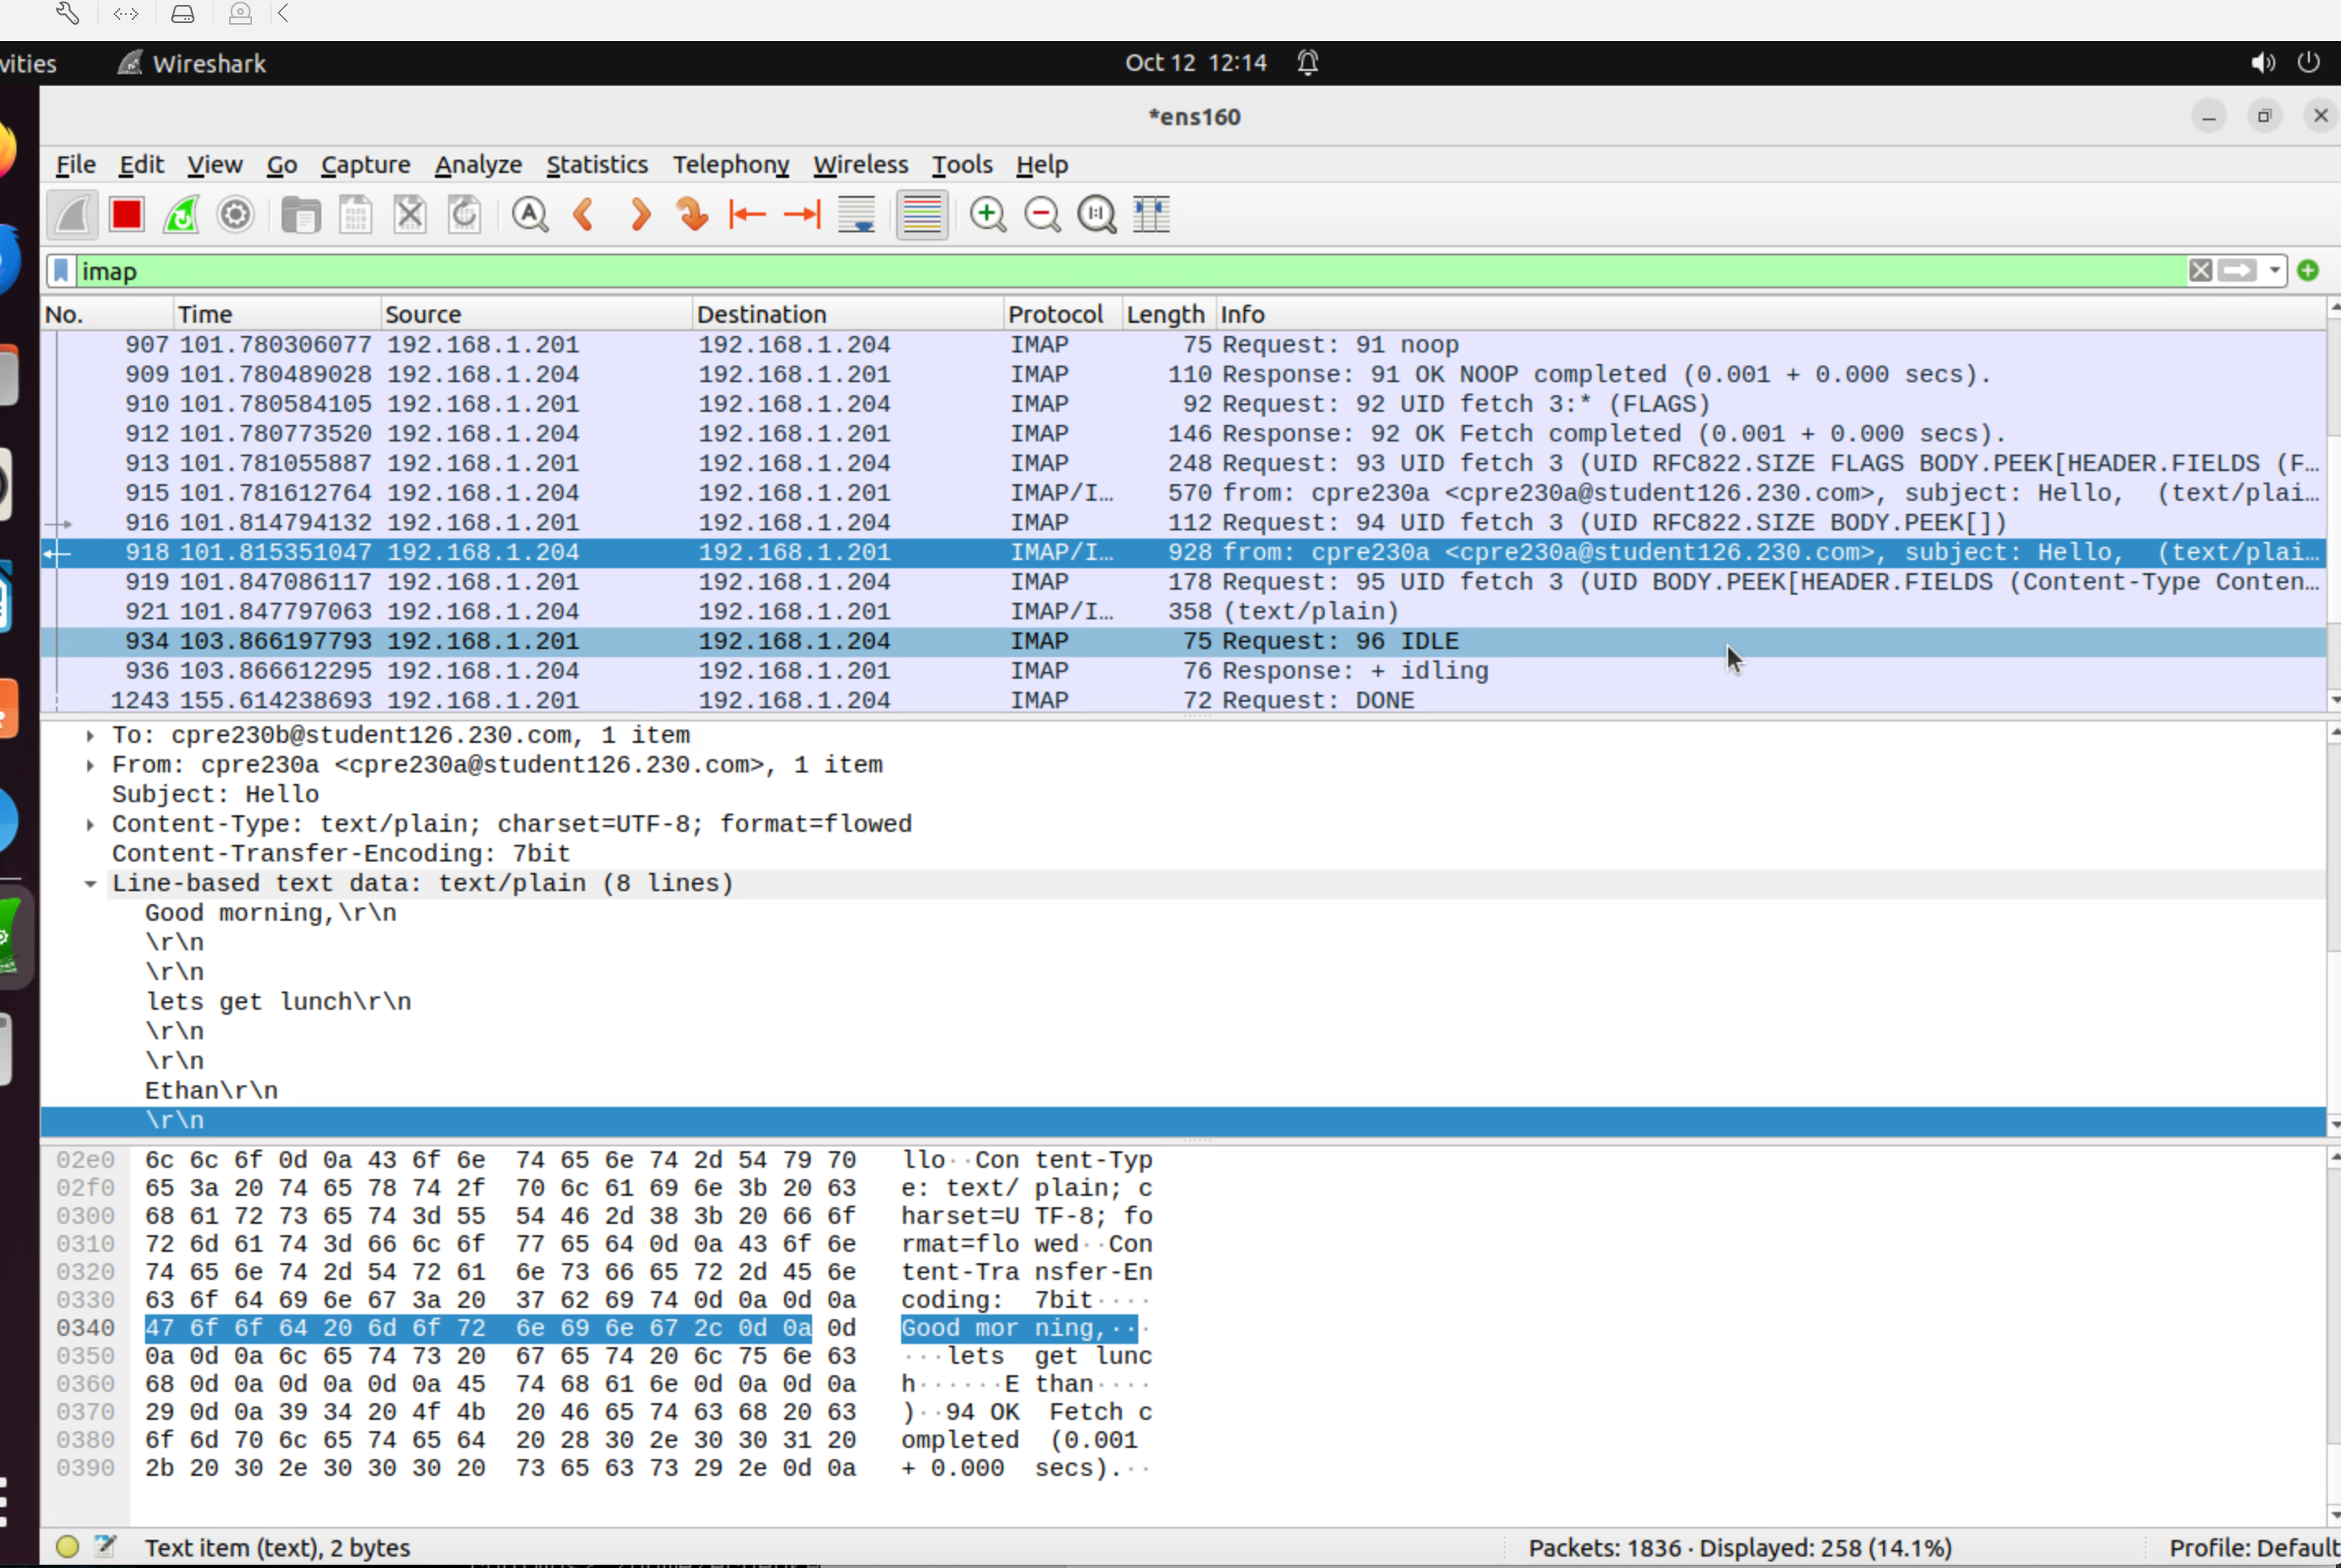 vities Wireshark Oct 12 12:14
*ens160
File Edit View Go Capture Analyze Statistics Telephony Wireless Tools Help
imap
No. Time Source Destination Protocol Length Info
907 101.780306077 192.168.1.201 192.168.1.204 IMAP 75 Request: 91 noop
909 101.780489028 192.168.1.204 192.168.1.201 IMAP 110 Response: 91 OK NOOP completed (0.001 + 0.000 secs).
910 101.780584105 192.168.1.201 192.168.1.204 IMAP 92 Request: 92 UID fetch 3:* (FLAGS)
912 101.780773520 192.168.1.204 192.168.1.201 IMAP 146 Response: 92 OK Fetch completed (0.001 + 0.000 secs).
913 101.781055887 192.168.1.201 192.168.1.204 IMAP 248 Request: 93 UID fetch 3 (UID RFC822.SIZE FLAGS BODY.PEEK[HEADER.FIELDS (F…
915 101.781612764 192.168.1.204 192.168.1.201 IMAP/I… 570 from: cpre230a <cpre230a@student126.230.com>, subject: Hello, (text/plai…
916 101.814794132 192.168.1.201 192.168.1.204 IMAP 112 Request: 94 UID fetch 3 (UID RFC822.SIZE BODY.PEEK[])
918 101.815351047 192.168.1.204 192.168.1.201 IMAP/I… 928 from: cpre230a <cpre230a@student126.230.com>, subject: Hello, (text/plai…
919 101.847086117 192.168.1.201 192.168.1.204 IMAP 178 Request: 95 UID fetch 3 (UID BODY.PEEK[HEADER.FIELDS (Content-Type Conten…
921 101.847797063 192.168.1.204 192.168.1.201 IMAP/I… 358 (text/plain)
934 103.866197793 192.168.1.201 192.168.1.204 IMAP 75 Request: 96 IDLE
936 103.866612295 192.168.1.204 192.168.1.201 IMAP 76 Response: + idling
1243 155.614238693 192.168.1.201 192.168.1.204 IMAP 72 Request: DONE
To: cpre230b@student126.230.com, 1 item
From: cpre230a <cpre230a@student126.230.com>, 1 item
Subject: Hello
Content-Type: text/plain; charset=UTF-8; format=flowed
Content-Transfer-Encoding: 7bit
Line-based text data: text/plain (8 lines)
Good morning,\r\n
\r\n
\r\n
lets get lunch\r\n
\r\n
\r\n
Ethan\r\n
\r\n
02e0 6c 6c 6f 0d 0a 43 6f 6e 74 65 6e 74 2d 54 79 70 llo··Con tent-Typ
02f0 65 3a 20 74 65 78 74 2f 70 6c 61 69 6e 3b 20 63 e: text/ plain; c
0300 68 61 72 73 65 74 3d 55 54 46 2d 38 3b 20 66 6f harset=U TF-8; fo
0310 72 6d 61 74 3d 66 6c 6f 77 65 64 0d 0a 43 6f 6e rmat=flo wed··Con
0320 74 65 6e 74 2d 54 72 61 6e 73 66 65 72 2d 45 6e tent-Tra nsfer-En
0330 63 6f 64 69 6e 67 3a 20 37 62 69 74 0d 0a 0d 0a coding: 7bit····
0340 47 6f 6f 64 20 6d 6f 72 6e 69 6e 67 2c 0d 0a 0d Good mor ning,···
0350 0a 0d 0a 6c 65 74 73 20 67 65 74 20 6c 75 6e 63 ···lets get lunc
0360 68 0d 0a 0d 0a 0d 0a 45 74 68 61 6e 0d 0a 0d 0a h······E than····
0370 29 0d 0a 39 34 20 4f 4b 20 46 65 74 63 68 20 63 )··94 OK Fetch c
0380 6f 6d 70 6c 65 74 65 64 20 28 30 2e 30 30 31 20 ompleted (0.001
0390 2b 20 30 2e 30 30 30 20 73 65 63 73 29 2e 0d 0a + 0.000 secs).··
Text item (text), 2 bytes Packets: 1836 · Displayed: 258 (14.1%) Profile: Default